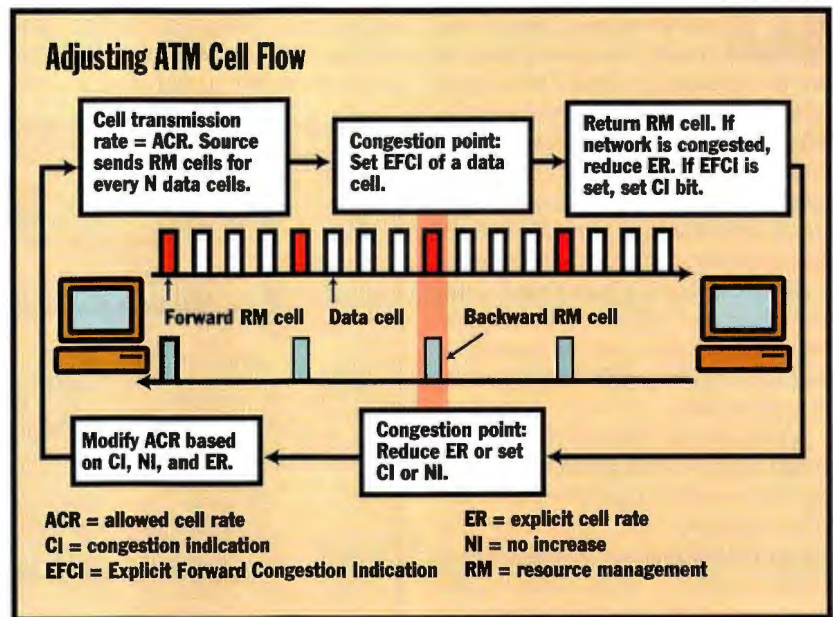 Adjusting ATM Cell Flow
Cell transmission
rate = ACR. Source
sends RM cells for
every N data cells.
Congestion point:
Set EFCI of a data
cell.
Return RM cell. If
network is congested,
reduce ER. If EFCI is
set, set CI bit.
Forward RM cell
Data cell
Backward RM cell
Modify ACR based
on CI, NI, and ER.
Congestion point:
Reduce ER or set
CI or NI.
ACR = allowed cell rate
CI = congestion indication
EFCI = Explicit Forward Congestion Indication
ER = explicit cell rate
NI = no increase
RM = resource management